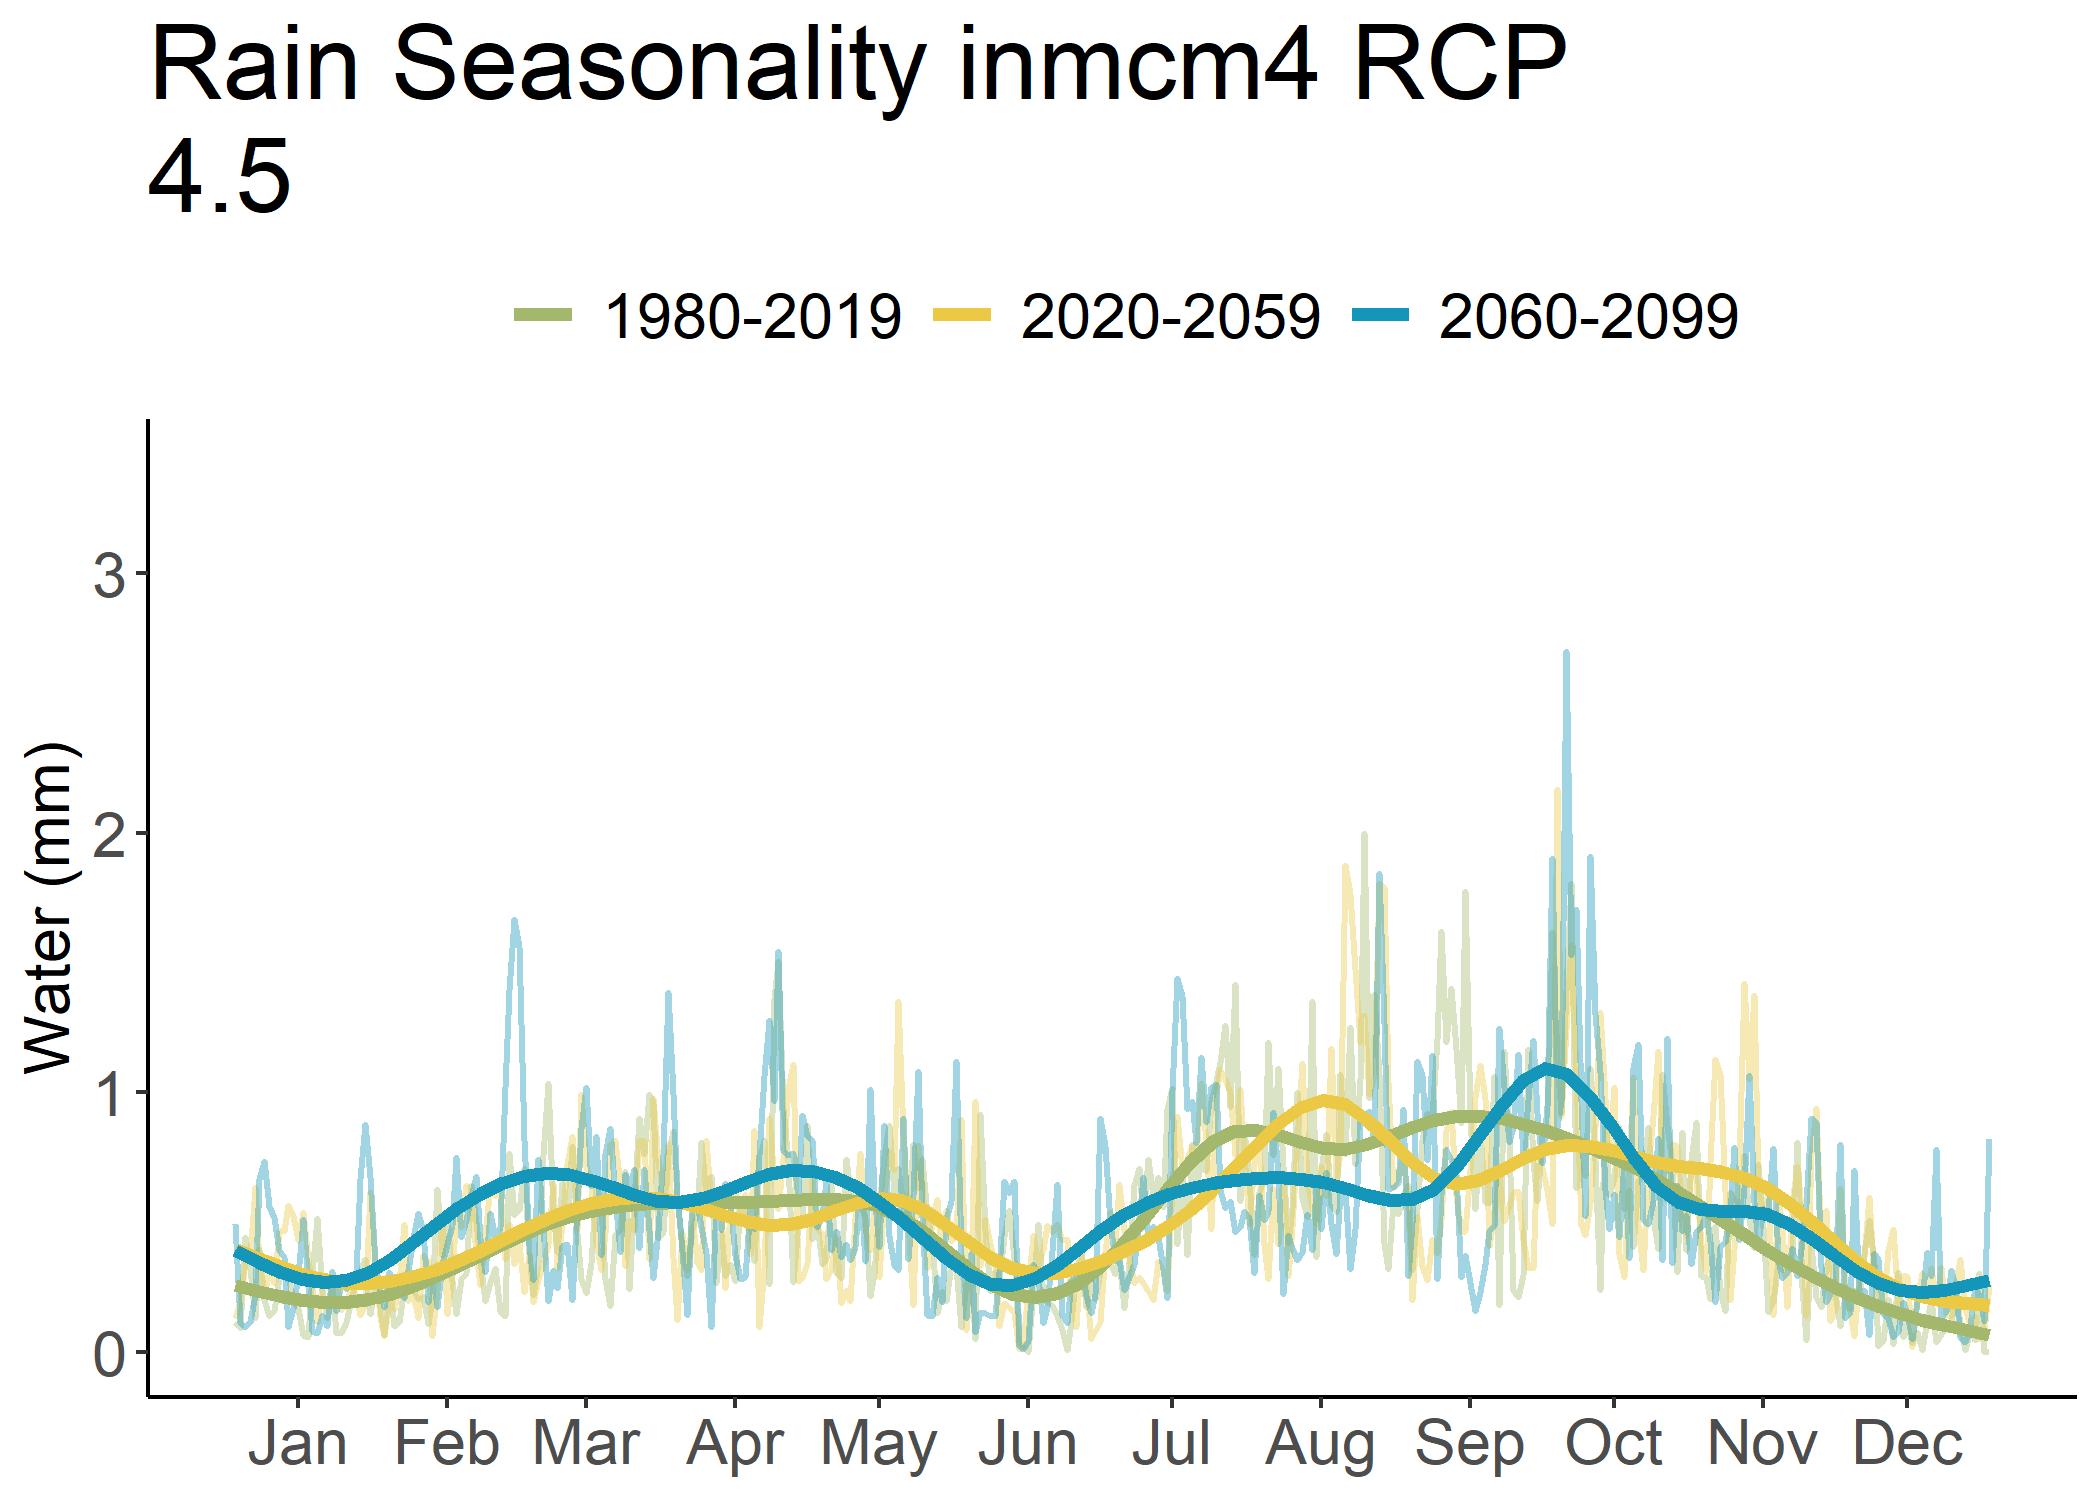 Rain Seasonality inmcm4 RCP
4.5
1980-2019 2020-2059 2060-2099
Water (mm)
3
2
1
0
Jan Feb Mar Apr May Jun Jul Aug Sep Oct Nov Dec